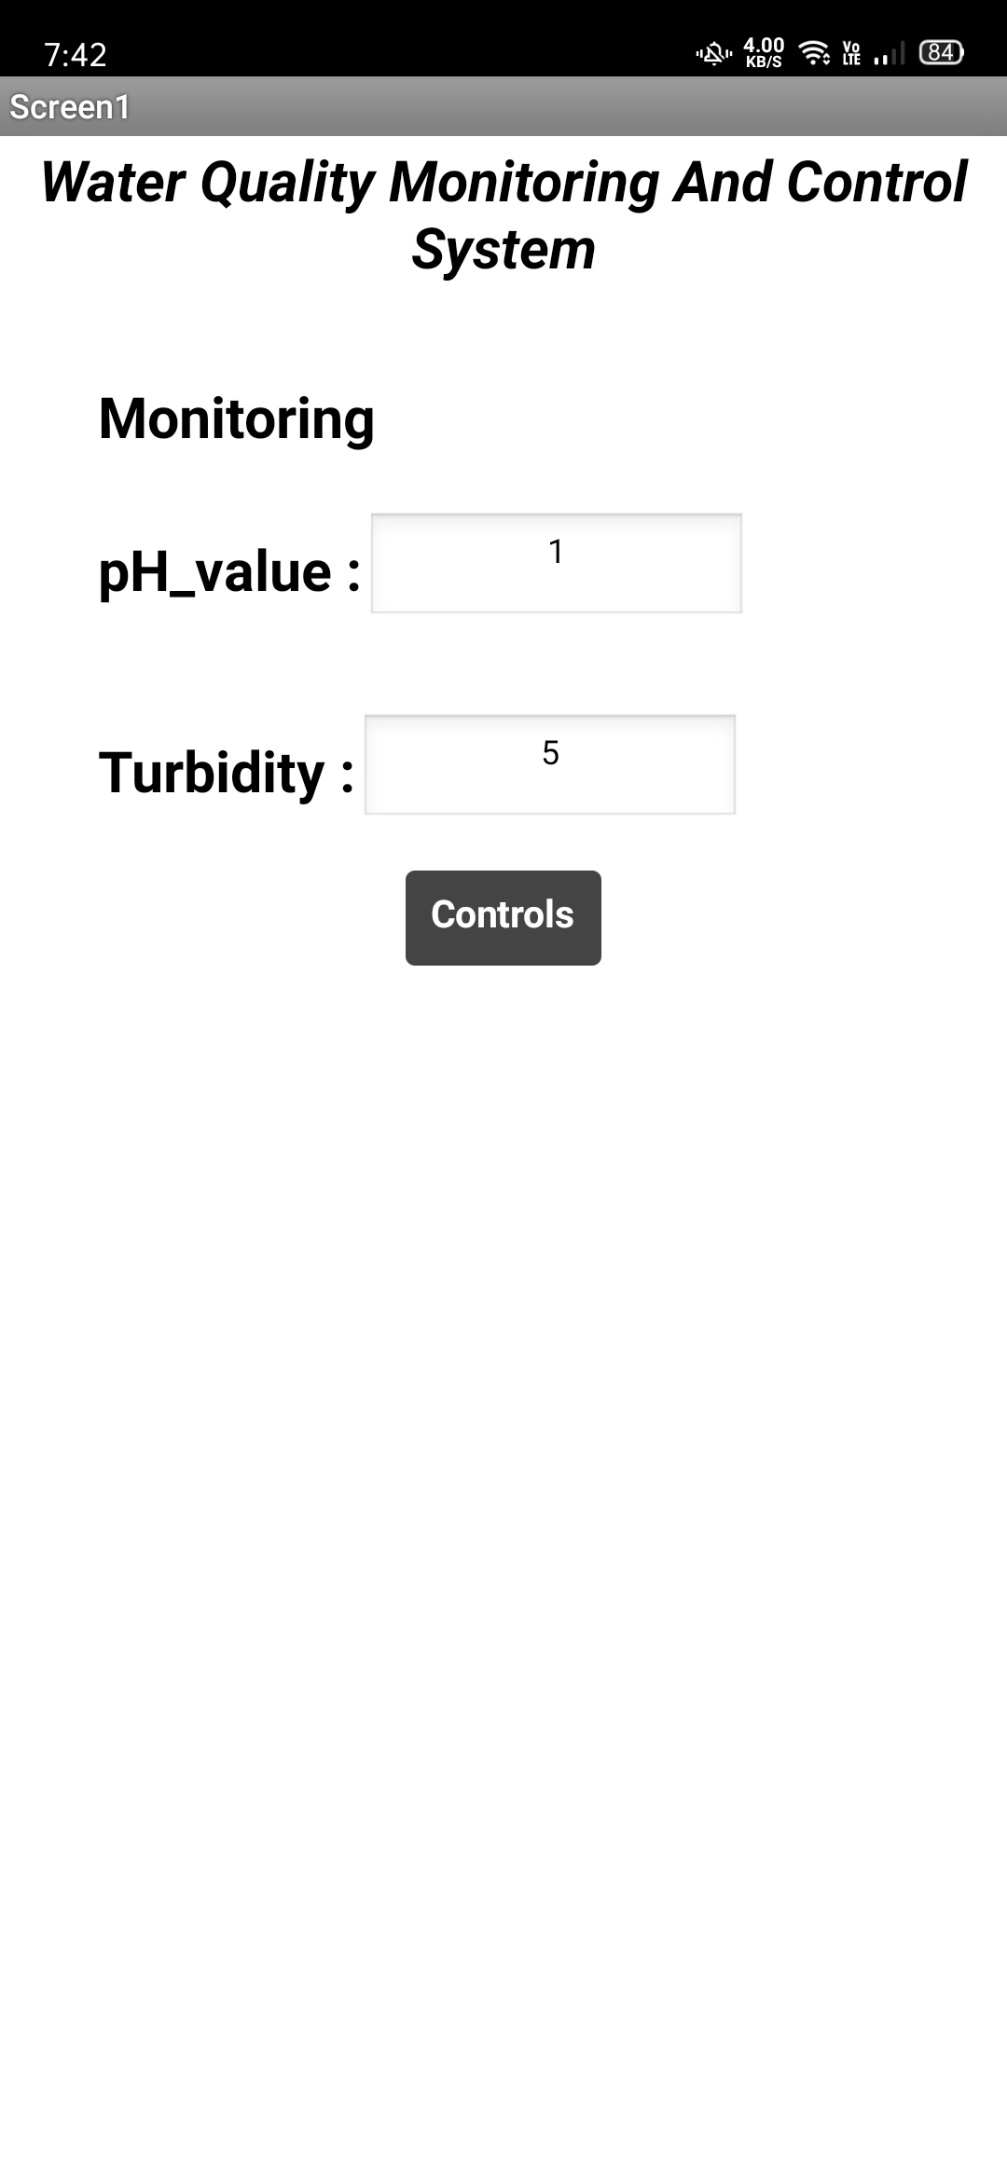 7:42
4.00
KB/S
Vo
LTE
84
Screen1
Water Quality Monitoring And Control
System
Monitoring
pH_value :
1
Turbidity :
5
Controls